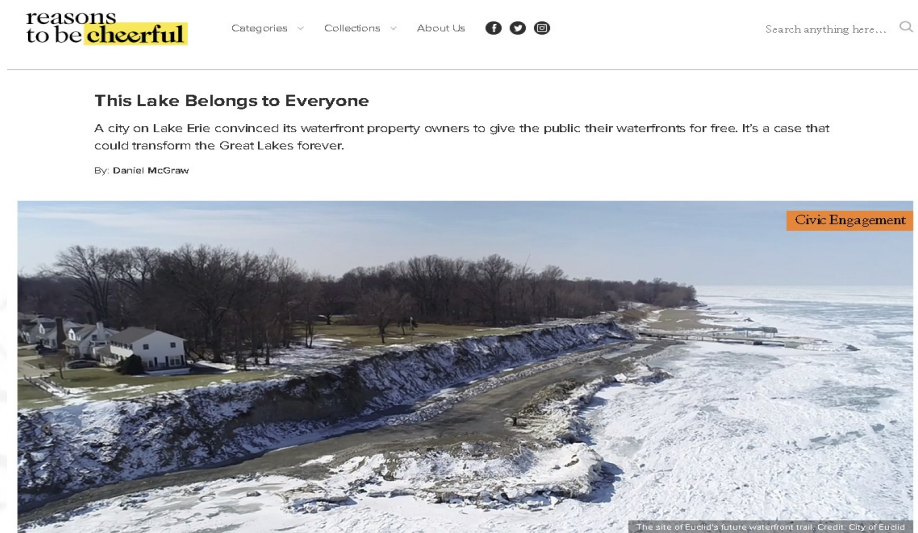 reasons
to be cheerful
Categories
Collections
About Us
Search anything here...
This Lake Belongs to Everyone
A city on Lake Erie convinced its waterfront property owners to give the public their waterfronts for free. It's a case that
could transform the Great Lakes forever.
By: Daniel McGraw
Civic Engagement
The site of Euclid's future waterfront trail. Credit: City of Euclid